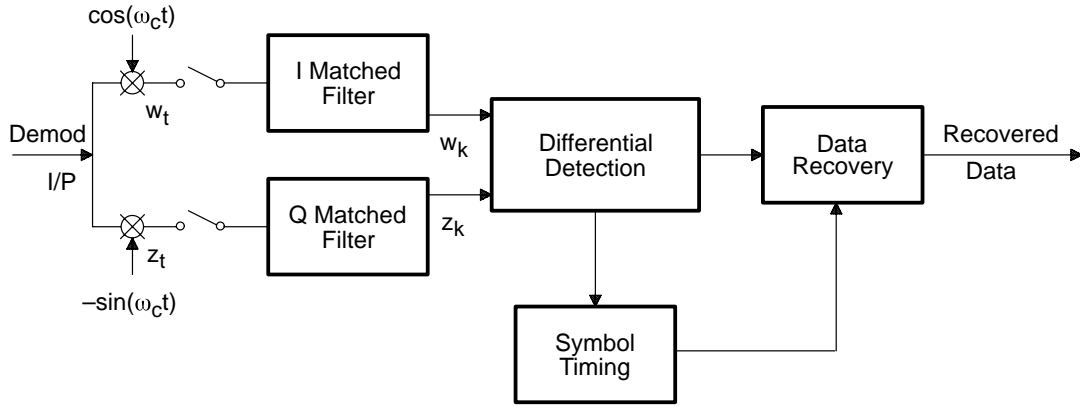 cos(ωct)
I Matched
Filter
wt
Demod
I/P
wk
Differential
Detection
Data
Recovery
Recovered
Data
Q Matched
Filter
zk
zt
–sin(ωct)
Symbol
Timing